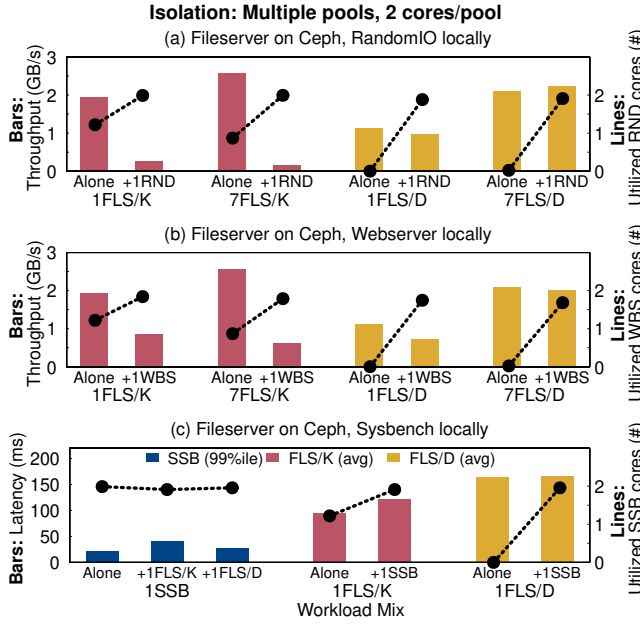 Isolation: Multiple pools, 2 cores/pool
(a) Fileserver on Ceph, RandomIO locally
Bars:
Throughput (GB/s)
3
2
1
0
2
1
0
Lines:
Utilized RND cores (#)
Alone +1RND Alone +1RND Alone +1RND Alone +1RND
1FLS/K 7FLS/K 1FLS/D 7FLS/D
(b) Fileserver on Ceph, Webserver locally
Bars:
Throughput (GB/s)
3
2
1
0
2
1
0
Lines:
Utilized WBS cores (#)
Alone +1WBS Alone +1WBS Alone +1WBS Alone +1WBS
1FLS/K 7FLS/K 1FLS/D 7FLS/D
(c) Fileserver on Ceph, Sysbench locally
Bars: Latency (ms)
200
150
100
50
0
SSB (99%ile) FLS/K (avg) FLS/D (avg)
2
1
0
Lines:
Utilized SSB cores (#)
Alone +1FLS/K +1FLS/D Alone +1SSB Alone +1SSB
1SSB 1FLS/K 1FLS/D
Workload Mix